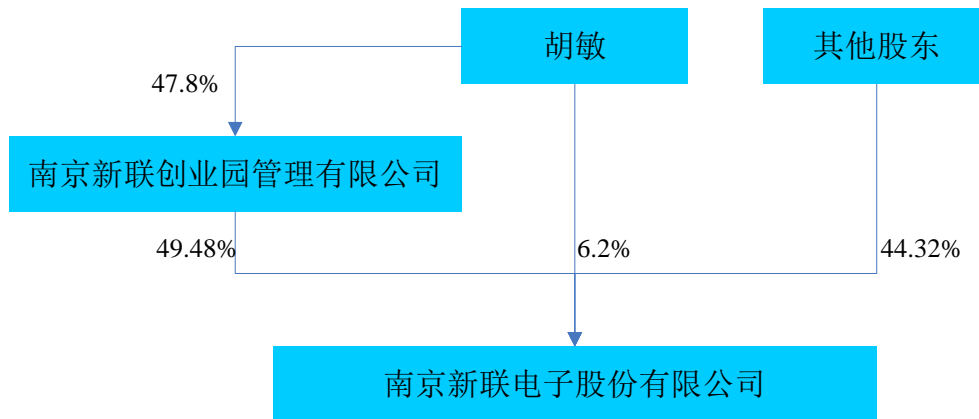 胡敏
其他股东
47.8%
南京新联创业园管理有限公司
49.48%
6.2%
44.32%
南京新联电子股份有限公司